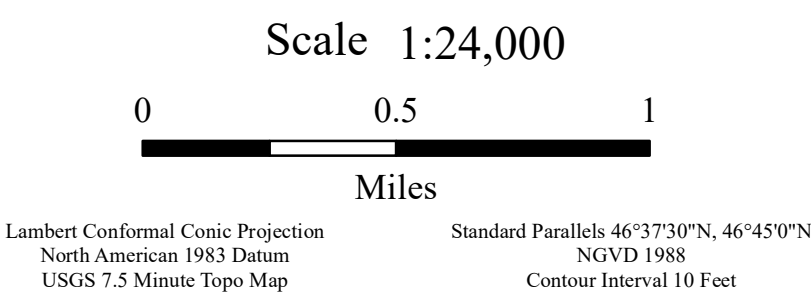 Scale 1:24,000
0 0.5 1
Miles
Lambert Conformal Conic Projection
North American 1983 Datum
USGS 7.5 Minute Topo Map
Standard Parallels 46°37'30"N, 46°45'0"N
NGVD 1988
Contour Interval 10 Feet